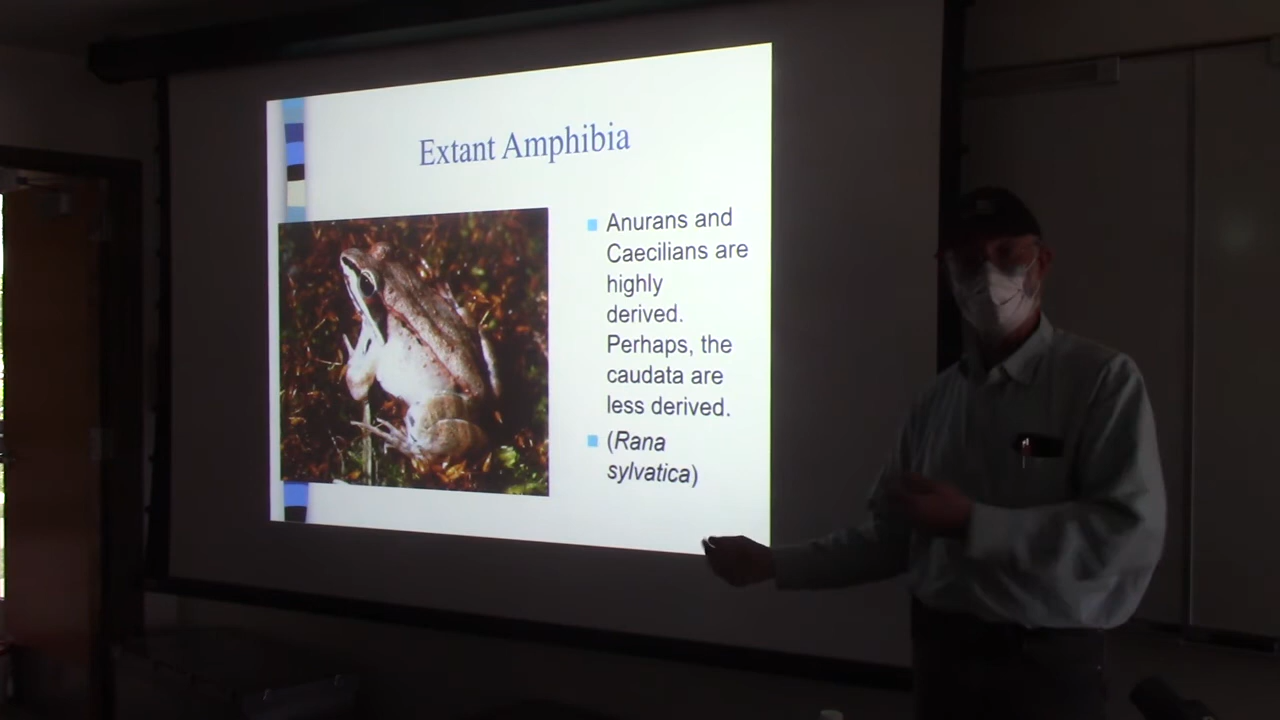 Extant Amphibia
Anurans and
Caecilians are
highly
derived.
Perhaps, the
caudata are
less derived.
(Rana
sylvatica)